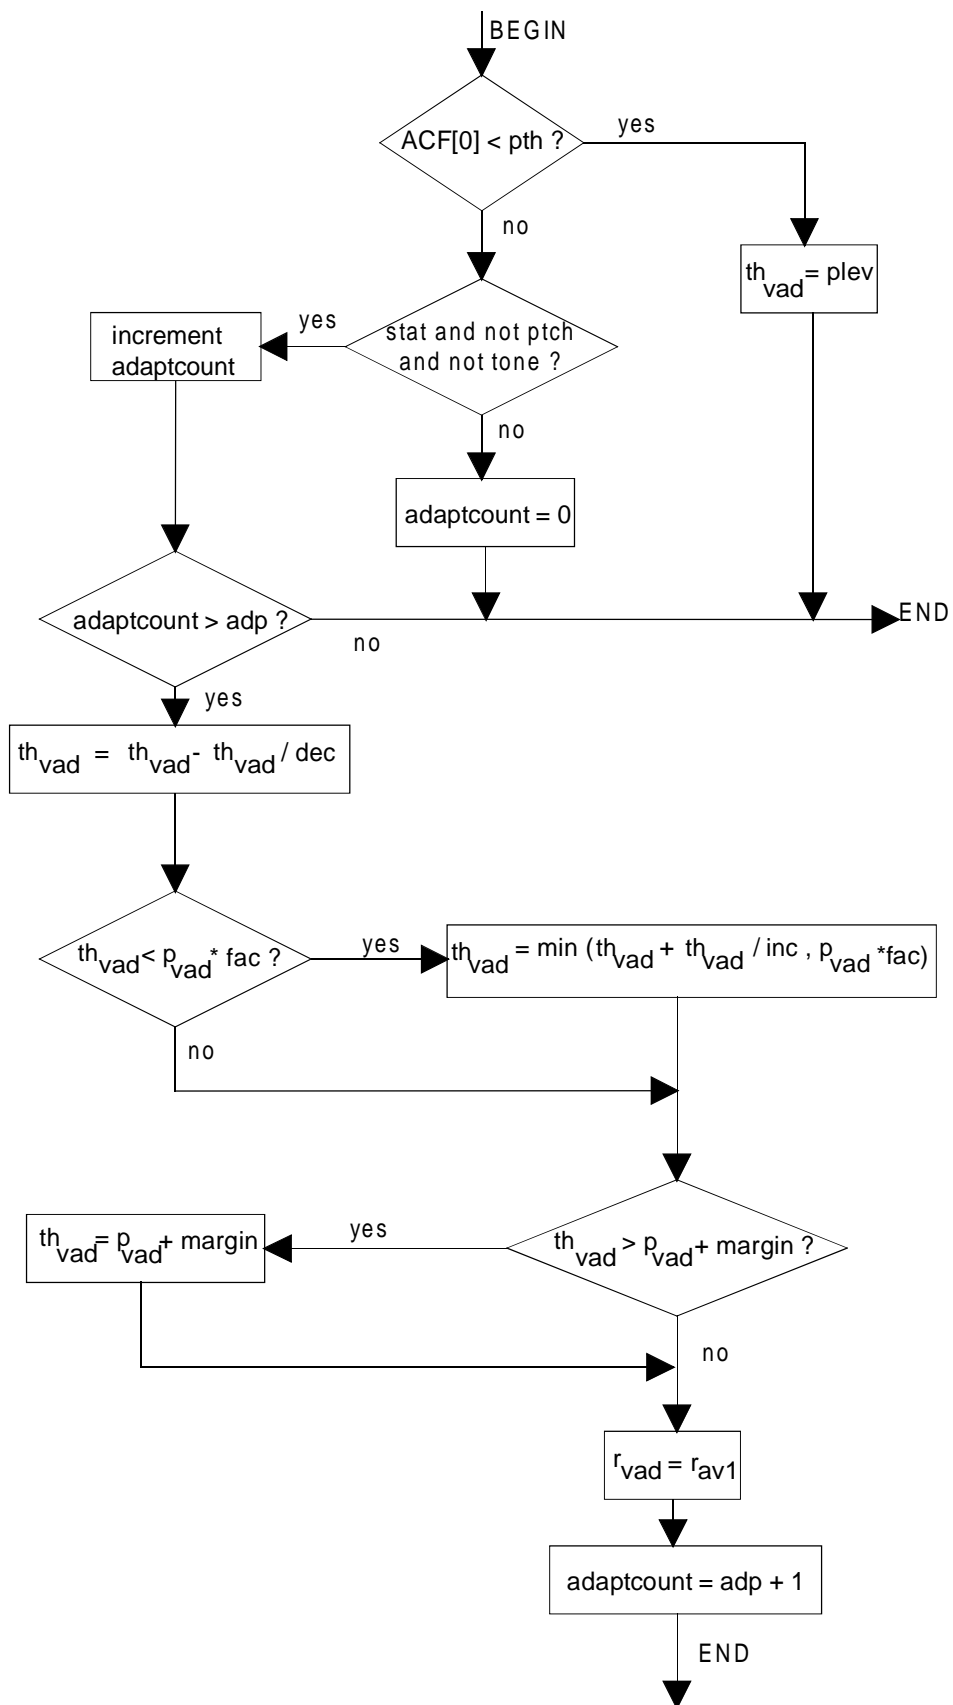 BEGIN
ACF[0] < pth ?
yes
no
th_vad = plev
stat and not ptch
and not tone ?
yes
increment
adaptcount
no
adaptcount = 0
adaptcount > adp ?
no
END
yes
th_vad = th_vad - th_vad / dec
th_vad < p_vad * fac ?
yes
th_vad = min (th_vad + th_vad / inc , p_vad *fac)
no
th_vad > p_vad + margin ?
yes
th_vad = p_vad + margin
no
r_vad = r_av1
adaptcount = adp + 1
END